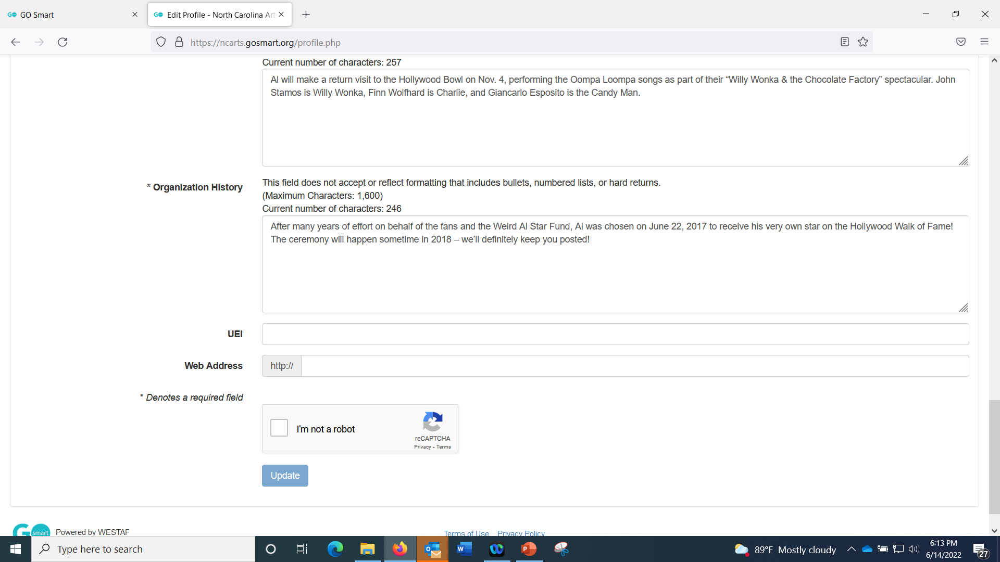 GO Smart
Edit Profile - North Carolina Art
https://ncarts.gosmart.org/profile.php
Current number of characters: 257
Al will make a return visit to the Hollywood Bowl on Nov. 4, performing the Oompa Loompa songs as part of their “Willy Wonka & the Chocolate Factory” spectacular. John
Stamos is Willy Wonka, Finn Wolfhard is Charlie, and Giancarlo Esposito is the Candy Man.
* Organization History
This field does not accept or reflect formatting that includes bullets, numbered lists, or hard returns.
(Maximum Characters: 1,600)
Current number of characters: 246
After many years of effort on behalf of the fans and the Weird Al Star Fund, Al was chosen on June 22, 2017 to receive his very own star on the Hollywood Walk of Fame!
The ceremony will happen sometime in 2018 – we’ll definitely keep you posted!
UEI
Web Address
http://
* Denotes a required field
I'm not a robot
reCAPTCHA
Privacy - Terms
Update
GO smart
Powered by WESTAF
Terms of Use
Privacy Policy
Type here to search
89°F Mostly cloudy
6:13 PM
6/14/2022
27